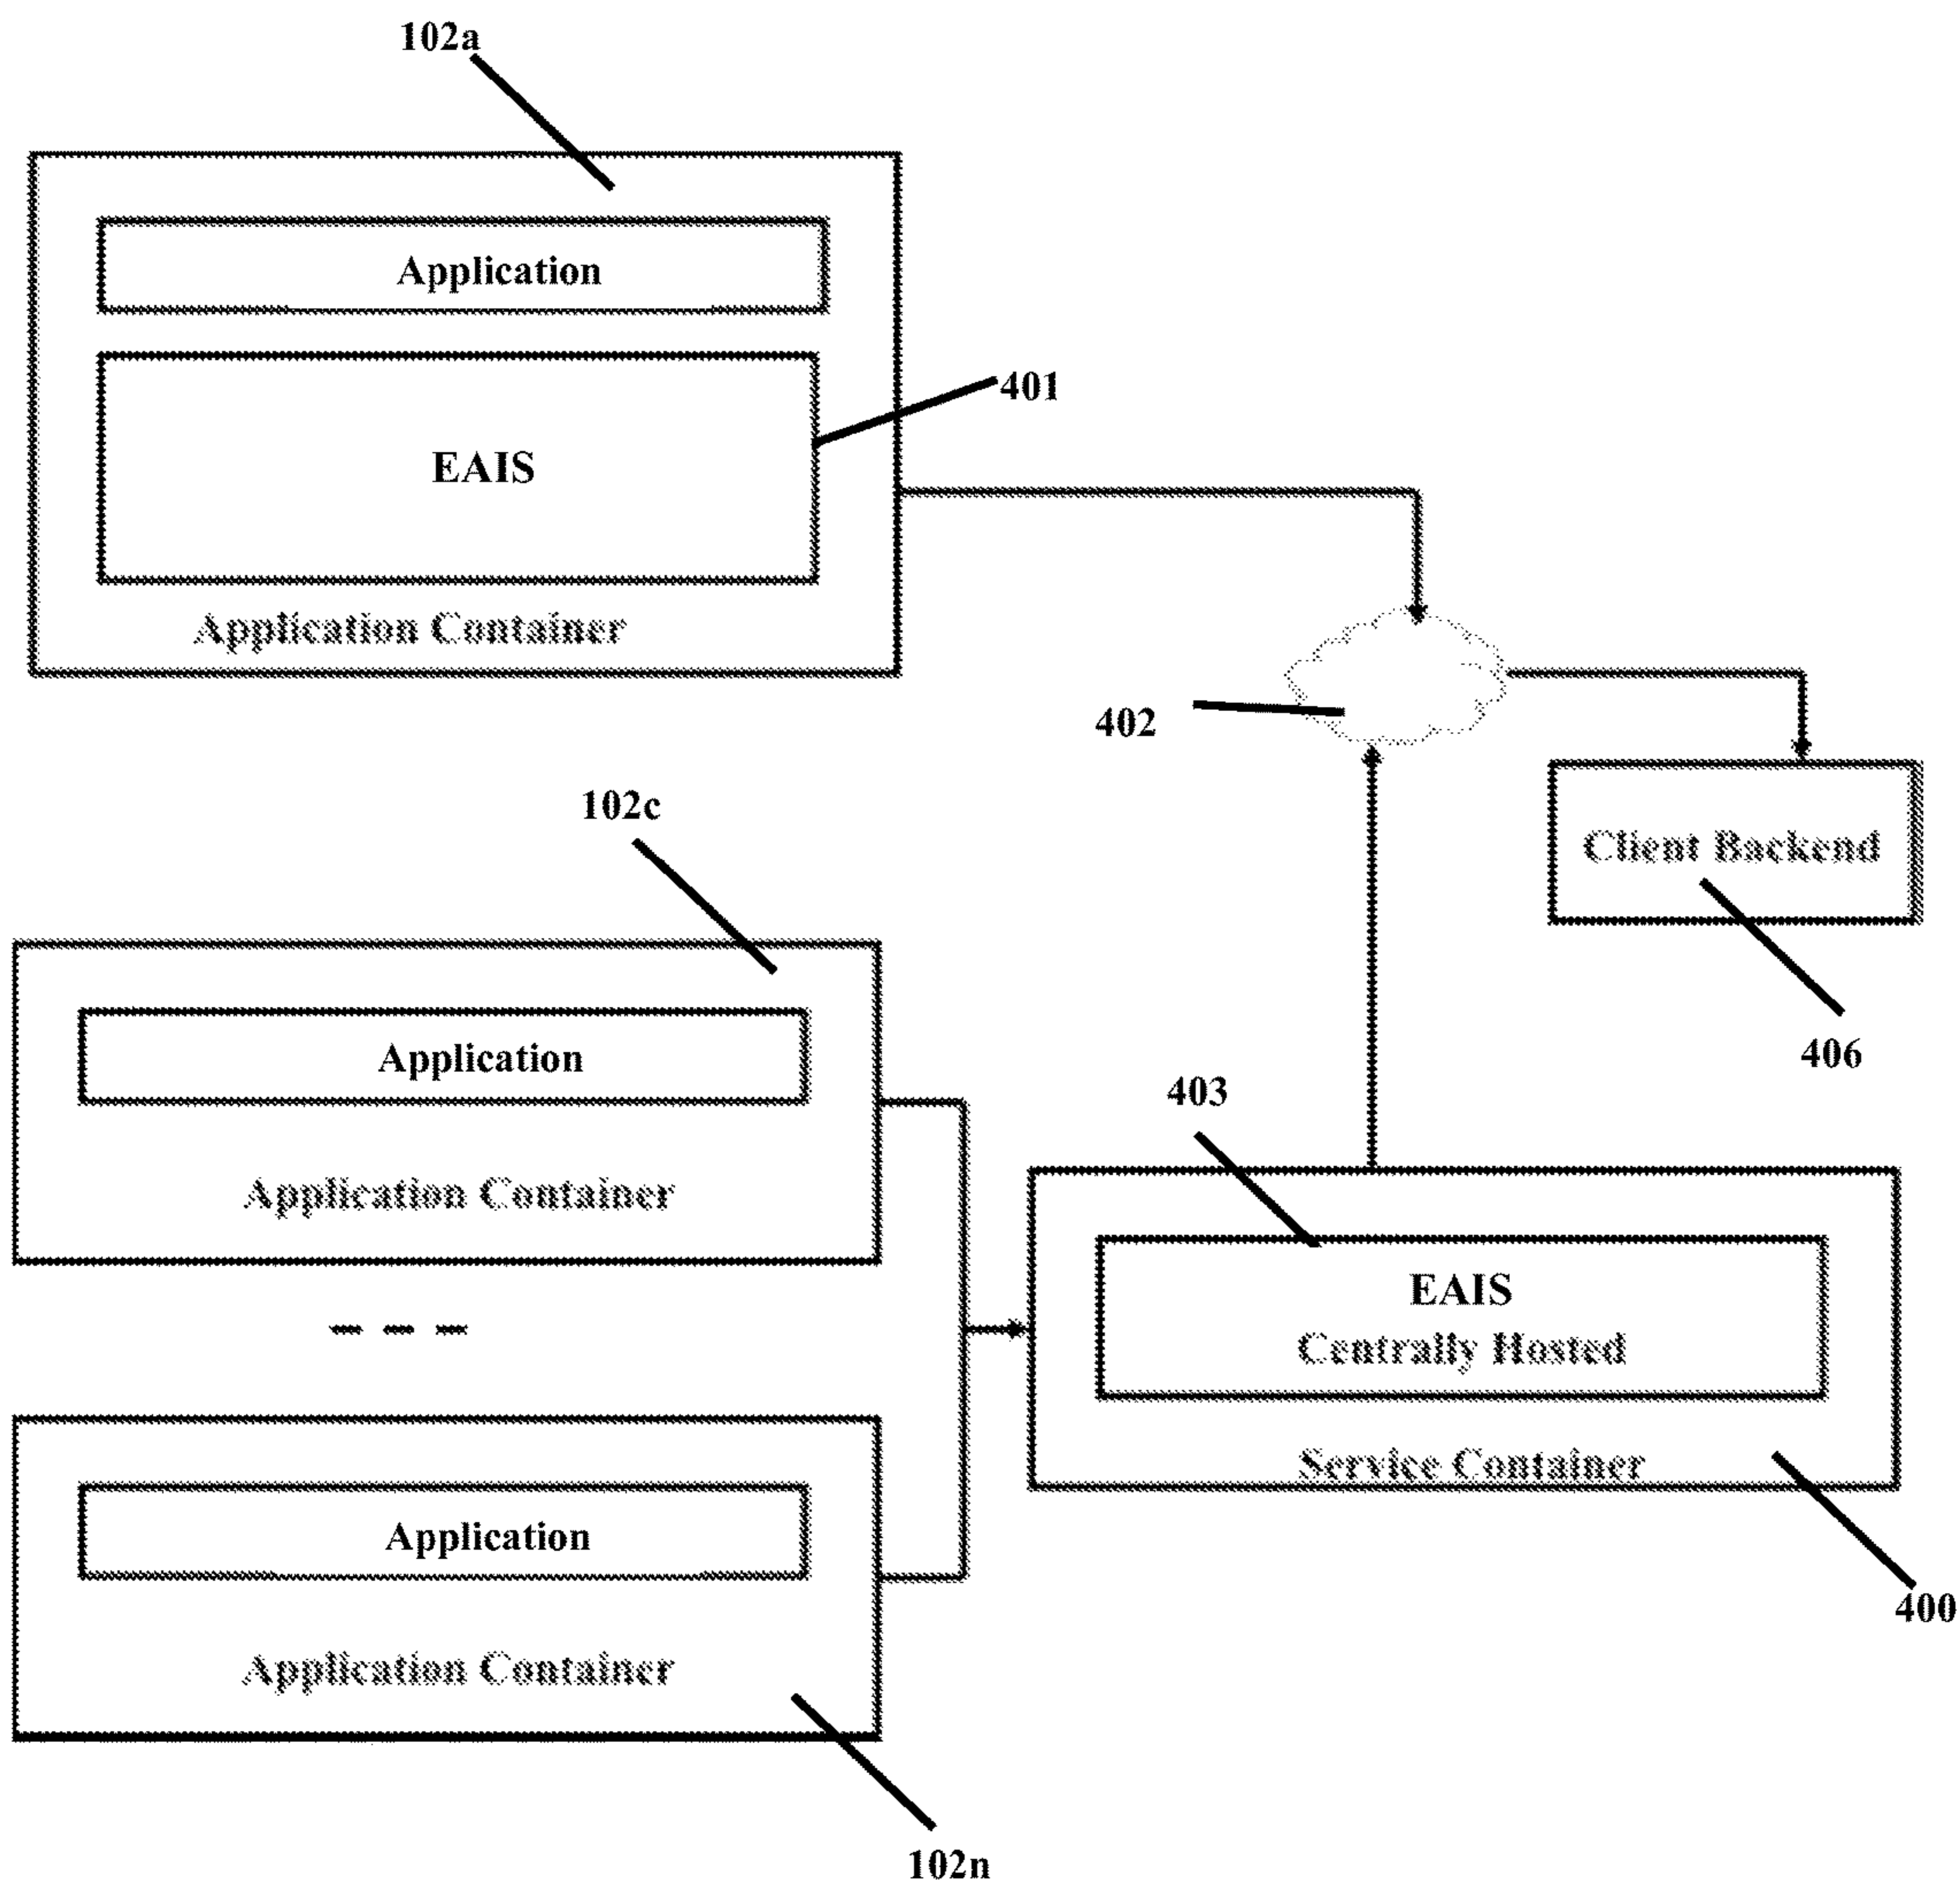 102a
Application
EAIS
401
Application Container
402
Client Backend
406
102c
Application
Application Container
403
EAIS
Centrally Hosted
Service Container
400
Application
Application Container
102n